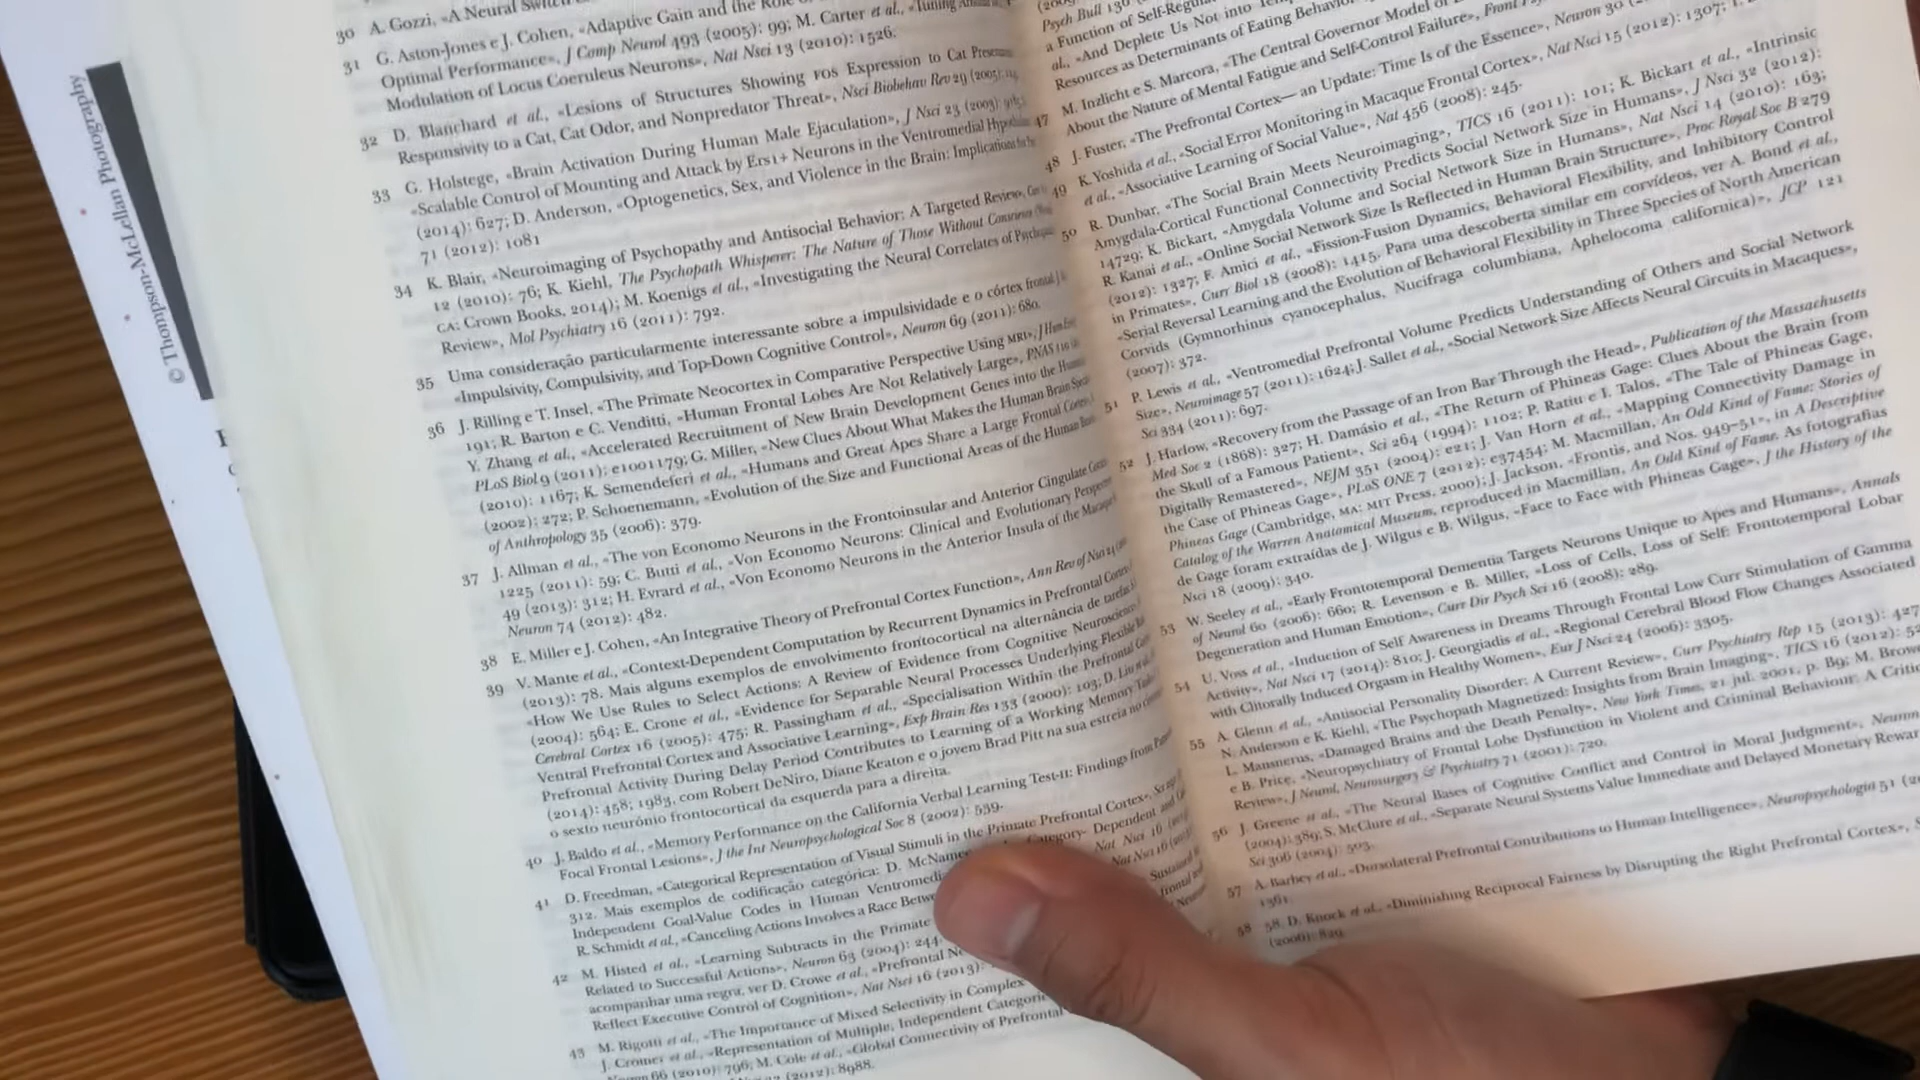 © Thompson-McLellan Photography
30 A. Gozzi, «A Neural
31 G. Aston-Jones e J. Cohen, «Adaptive Gain and the Role of
Optimal Performance», J Comp Neurol 493 (2005): 99; M. Carter et al., «Tuning
Modulation of Locus Coeruleus Neurons», Nat Nsci 13 (2010): 1526.
32 D. Blanchard et al., «Lesions of Structures Showing FOS Expression to Cat
Responsivity to a Cat, Cat Odor, and Nonpredator Threat», Nsci Biobehav Rev 29 (2005):
33 G. Holstege, «Brain Activation During Human Male Ejaculation», J Nsci 23 (2003):
«Scalable Control of Mounting and Attack by Ers1+ Neurons in the Ventromedial
(2014): 627; D. Anderson, «Optogenetics, Sex, and Violence in the Brain: Implications for
71 (2012): 1081
34 K. Blair, «Neuroimaging of Psychopathy and Antisocial Behavior: A Targeted Review»,
12 (2010): 76; K. Kiehl, The Psychopath Whisperer: The Nature of Those Without Conscience
CA: Crown Books, 2014); M. Koenigs et al., «Investigating the Neural Correlates of
Review», Mol Psychiatry 16 (2011): 792.
35 Uma consideração particularmente interessante sobre a impulsividade e o córtex frontal
«Impulsivity, Compulsivity, and Top-Down Cognitive Control», Neuron 69 (2011): 680.
36 J. Rilling e T. Insel, «The Primate Neocortex in Comparative Perspective Using MRI», J
191; R. Barton e C. Venditti, «Human Frontal Lobes Are Not Relatively Large», PNAS 110
Y. Zhang et al., «Accelerated Recruitment of New Brain Development Genes into the
PLoS Biol 9 (2011): e1001179; G. Miller, «New Clues About What Makes the Human Brain
(2010): 1167; K. Semendeferi et al., «Humans and Great Apes Share a Large Frontal
(2002): 272; P. Schoenemann, «Evolution of the Size and Functional Areas of the Human
of Anthropology 35 (2006): 379.
37 J. Allman et al., «The von Economo Neurons in the Frontoinsular and Anterior Cingulate
1225 (2011): 59; C. Butti et al., «Von Economo Neurons: Clinical and Evolutionary
49 (2013): 312; H. Evrard et al., «Von Economo Neurons in the Anterior Insula of the
Neuron 74 (2012): 482.
38 E. Miller e J. Cohen, «An Integrative Theory of Prefrontal Cortex Function», Ann Rev of Nsci 24
39 V. Mante et al., «Context-Dependent Computation by Recurrent Dynamics in Prefrontal
(2013): 78. Mais alguns exemplos de envolvimento frontocortical na alternância de tarefas
«How We Use Rules to Select Actions: A Review of Evidence from Cognitive
(2004): 564; E. Crone et al., «Evidence for Separable Neural Processes Underlying Flexible
Cerebral Cortex 16 (2005): 475; R. Passingham et al., «Specialisation Within the Prefrontal
Ventral Prefrontal Cortex and Associative Learning», Exp Brain Res 133 (2000): 103; D. Liu
Prefrontal Activity During Delay Period Contributes to Learning of a Working Memory
(2014): 458; 1983, com Robert DeNiro, Diane Keaton e o jovem Brad Pitt na sua estreia no
o sexto neurónio frontocortical da esquerda para a direita.
40 J. Baldo et al., «Memory Performance on the California Verbal Learning Test-II: Findings from
Focal Frontal Lesions», J the Int Neuropsychological Soc 8 (2002): 539.
41 D. Freedman, «Categorical Representation of Visual Stimuli in the Primate Prefrontal Cortex»,
312. Mais exemplos de codificação categórica: D. McNamee Category- Dependent and
Independent Goal-Value Codes in Human Nat Nsci 16
R. Schmidt et al., «Canceling Actions Involves a Race Nat Nsci 16
42 M. Histed et al., «Learning Subtracts in the Primate
Related to Successful Actions», Neuron 63 (2004): 244.
acompanhar uma regra, ver D. Crowe et al., «Prefrontal
Reflect Executive Control of Cognition», Nat Nsci 16 (2013):
43 M. Rigotti et al., «The Importance of Mixed Selectivity in Complex
J. Cromer et al., «Representation of Multiple, Independent
Neuron 66 (2010): 796; M. Cole et al., «Global Connectivity of Prefrontal
(2012): 8988.
Psych Bull 136
a Function of
al., «And Deplete Us Not into
Resources as Determinants of Eating
M. Inzlicht e S. Marcora, «The Central Governor Model of
About the Nature of Mental Fatigue and Self-Control Failure», Front
47 J. Fuster, «The Prefrontal Cortex— an Update: Time Is of the Essence», Neuron 30
48 K. Yoshida et al., «Social Error Monitoring in Macaque Frontal Cortex», Nat Nsci 15 (2012): 1307;
et al., «Associative Learning of Social Value», Nat 456 (2008): 245.
49 R. Dunbar, «The Social Brain Meets Neuroimaging», TICS 16 (2011): 101; K. Bickart et al., «Intrinsic
50 Amygdala-Cortical Functional Connectivity Predicts Social Network Size in Humans», J Nsci 32 (2012):
14729; K. Bickart, «Amygdala Volume and Social Network Size in Humans», Nat Nsci 14 (2010): 163;
R. Kanai et al., «Online Social Network Size Is Reflected in Human Brain Structure», Proc Royal Soc B 279
(2012): 1327; F. Amici et al., «Fission-Fusion Dynamics, Behavioral Flexibility, and Inhibitory Control
in Primates», Curr Biol 18 (2008): 1415. Para uma descoberta similar em corvídeos, ver A. Bond et al.,
«Serial Reversal Learning and the Evolution of Behavioral Flexibility in Three Species of North American
Corvids (Gymnorhinus cyanocephalus, Nucifraga columbiana, Aphelocoma californica)», JCP 121
(2007): 372.
51 P. Lewis et al., «Ventromedial Prefrontal Volume Predicts Understanding of Others and Social Network
Size», Neuroimage 57 (2011): 1624; J. Sallet et al., «Social Network Size Affects Neural Circuits in Macaques»,
Sci 334 (2011): 697.
52 J. Harlow, «Recovery from the Passage of an Iron Bar Through the Head», Publication of the Massachusetts
Med Soc 2 (1868): 327; H. Damásio et al., «The Return of Phineas Gage: Clues About the Brain from
the Skull of a Famous Patient», Sci 264 (1994): 1102; P. Ratiu e I. Talos, «The Tale of Phineas Gage,
Digitally Remastered», NEJM 351 (2004): e21; J. Van Horn et al., «Mapping Connectivity Damage in
the Case of Phineas Gage», PLoS ONE 7 (2012): e37454; M. Macmillan, An Odd Kind of Fame: Stories of
Phineas Gage (Cambridge, MA: MIT Press, 2000); J. Jackson, «Frontis, and Nos. 949–51», in A Descriptive
Catalog of the Warren Anatomical Museum, reproduced in Macmillan, An Odd Kind of Fame. As fotografias
de Gage foram extraídas de J. Wilgus e B. Wilgus, «Face to Face with Phineas Gage», J the History of the
Nsci 18 (2009): 340.
53 W. Seeley et al., «Early Frontotemporal Dementia Targets Neurons Unique to Apes and Humans», Annals
of Neurol 60 (2006): 660; R. Levenson e B. Miller, «Loss of Cells, Loss of Self: Frontotemporal Lobar
Degeneration and Human Emotion», Curr Dir Psych Sci 16 (2008): 289.
54 U. Voss et al., «Induction of Self Awareness in Dreams Through Frontal Low Curr Stimulation of Gamma
Activity», Nat Nsci 17 (2014): 810; J. Georgiadis et al., «Regional Cerebral Blood Flow Changes Associated
with Clitorally Induced Orgasm in Healthy Women», Eur J Nsci 24 (2006): 3305.
55 A. Glenn et al., «Antisocial Personality Disorder: A Current Review», Curr Psychiatry Rep 15 (2013): 427
N. Anderson e K. Kiehl, «The Psychopath Magnetized: Insights from Brain Imaging», TICS 16 (2012): 52
L. Mansnerus, «Damaged Brains and the Death Penalty», New York Times, 21 jul. 2001, p. B9; M. Brow
e B. Price, «Neuropsychiatry of Frontal Lobe Dysfunction in Violent and Criminal Behaviour: A Critic
Review», J Neurol, Neurosurgery & Psychiatry 71 (2001): 720.
56 J. Greene et al., «The Neural Bases of Cognitive Conflict and Control in Moral Judgment», Neuron
(2004): 389; S. McClure et al., «Separate Neural Systems Value Immediate and Delayed Monetary Rewar
Sci 306 (2004): 503.
57 A. Barbey et al., «Dorsolateral Prefrontal Contributions to Human Intelligence», Neuropsychologia 51
1361.
58 58. D. Knock et al., «Diminishing Reciprocal Fairness by Disrupting the Right Prefrontal Cortex»,
(2006): 829